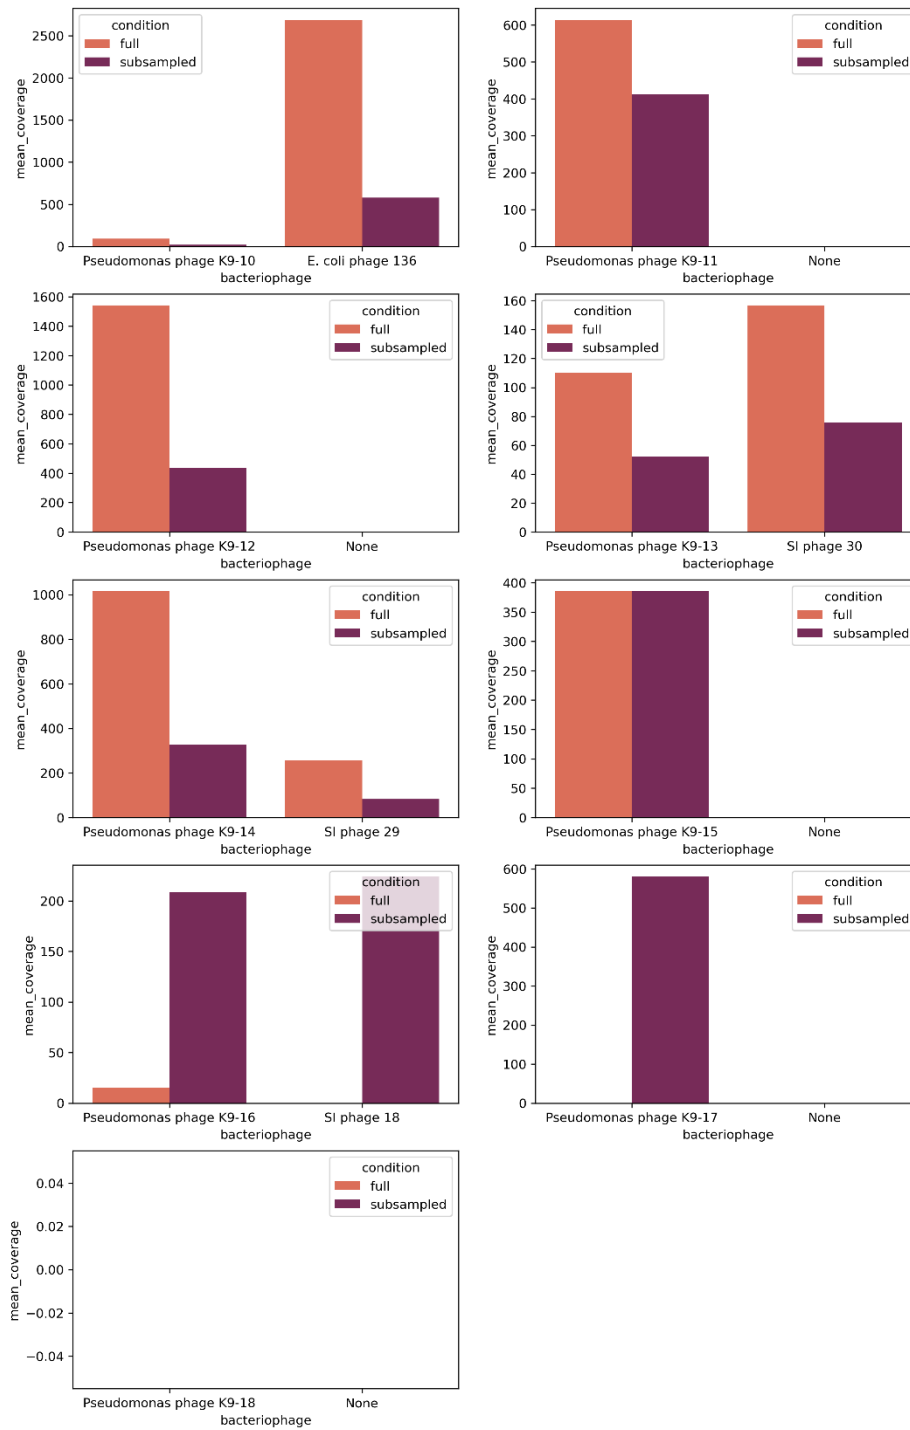 condition
full
subsampled
mean_coverage
2500
2000
1500
1000
500
0
Pseudomonas phage K9-10
E. coli phage 136
bacteriophage
condition
full
subsampled
mean_coverage
600
500
400
300
200
100
0
Pseudomonas phage K9-11
None
bacteriophage
condition
full
subsampled
mean_coverage
1600
1400
1200
1000
800
600
400
200
0
Pseudomonas phage K9-12
None
bacteriophage
condition
full
subsampled
mean_coverage
160
140
120
100
80
60
40
20
0
Pseudomonas phage K9-13
SI phage 30
bacteriophage
condition
full
subsampled
mean_coverage
1000
800
600
400
200
0
Pseudomonas phage K9-14
SI phage 29
bacteriophage
condition
full
subsampled
mean_coverage
400
350
300
250
200
150
100
50
0
Pseudomonas phage K9-15
None
bacteriophage
condition
full
subsampled
mean_coverage
200
150
100
50
0
Pseudomonas phage K9-16
SI phage 18
bacteriophage
condition
full
subsampled
mean_coverage
600
500
400
300
200
100
0
Pseudomonas phage K9-17
None
bacteriophage
condition
full
subsampled
mean_coverage
0.04
0.02
0.00
−0.02
−0.04
Pseudomonas phage K9-18
None
bacteriophage